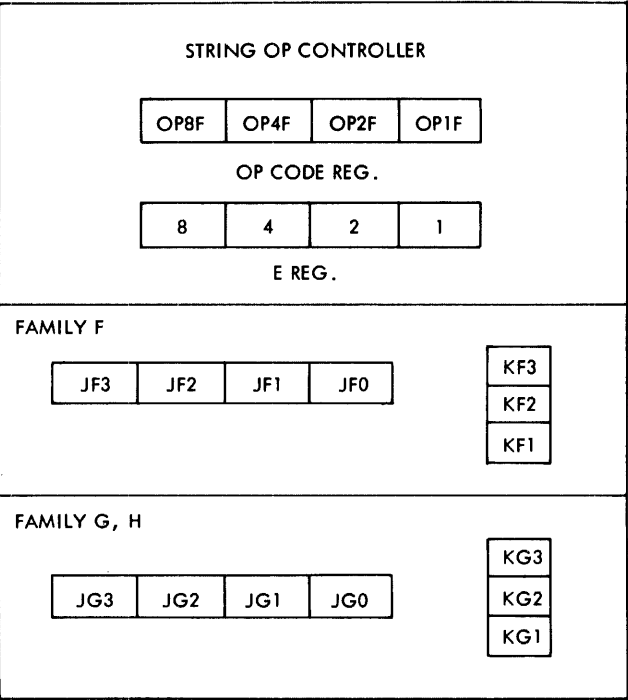 STRING OP CONTROLLER
OP8F OP4F OP2F OP1F
OP CODE REG.
8 4 2 1
E REG.
FAMILY F
JF3 JF2 JF1 JF0
KF3
KF2
KF1
FAMILY G, H
JG3 JG2 JG1 JG0
KG3
KG2
KG1